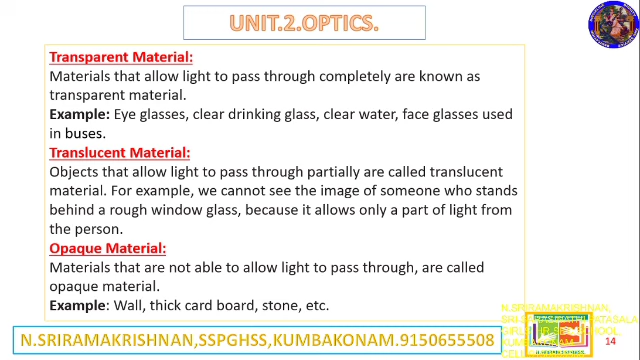 UNIT.2.OPTICS.
Transparent Material:
Materials that allow light to pass through completely are known as
transparent material.
Example: Eye glasses, clear drinking glass, clear water, face glasses used
in buses.
Translucent Material:
Objects that allow light to pass through partially are called translucent
material. For example, we cannot see the image of someone who stands
behind a rough window glass, because it allows only a part of light from
the person.
Opaque Material:
Materials that are not able to allow light to pass through, are called
opaque material.
Example: Wall, thick card board, stone, etc.
N.SRIRAMAKRISHNAN,
N.SRIRAMAKRISHNAN,SSPGHSS,KUMBAKONAM.9150655508
14